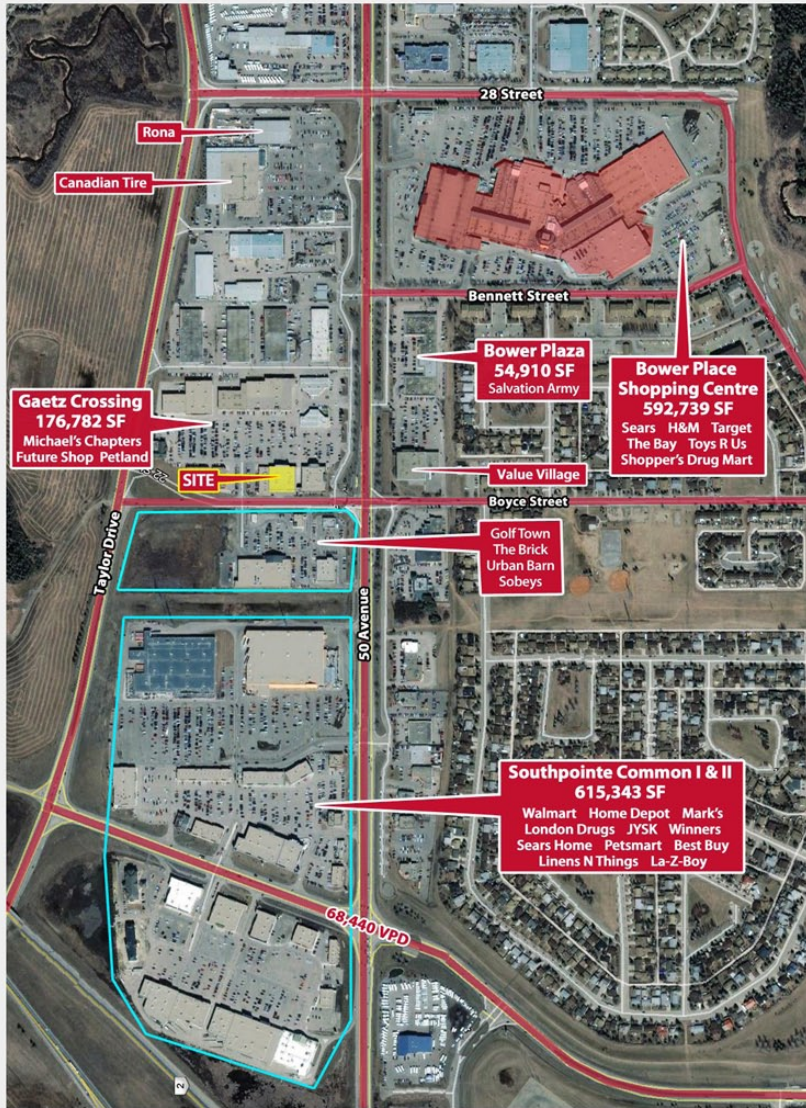 28 Street
Rona
Canadian Tire
Bennett Street
Bower Plaza
54,910 SF
Salvation Army
Bower Place
Shopping Centre
592,739 SF
Sears H&M Target
The Bay Toys R Us
Shopper's Drug Mart
Gaetz Crossing
176,782 SF
Michael's Chapters
Future Shop Petland
SITE
Value Village
Boyce Street
Taylor Drive
Golf Town
The Brick
Urban Barn
Sobeys
50 Avenue
Southpointe Common I & II
615,343 SF
Walmart Home Depot Mark's
London Drugs JYSK Winners
Sears Home Petsmart Best Buy
Linens N Things La-Z-Boy
68,440 VPD
2